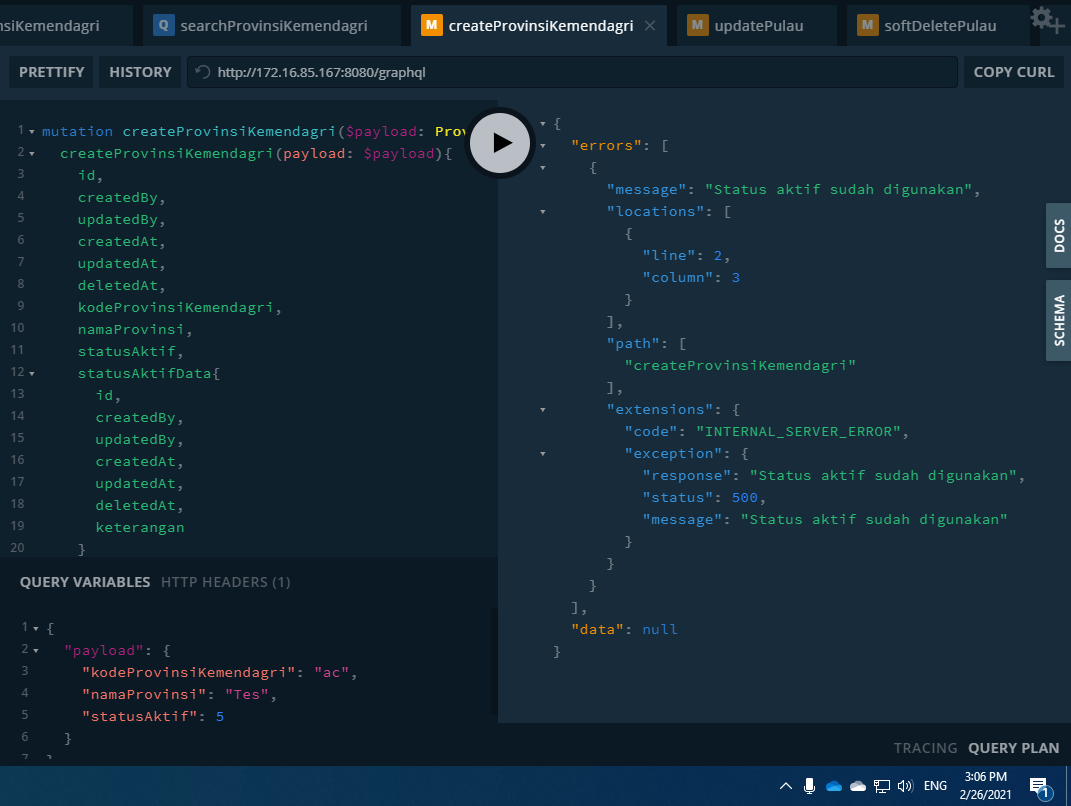 nsiKemendagri
Q searchProvinsiKemendagri
M createProvinsiKemendagri
M updatePulau
M softDeletePulau
PRETTIFY
HISTORY
http://172.16.85.167:8080/graphql
COPY CURL
1 mutation createProvinsiKemendagri($payload: Prov
2 createProvinsiKemendagri(payload: $payload){
3 id,
4 createdBy,
5 updatedBy,
6 createdAt,
7 updatedAt,
8 deletedAt,
9 kodeProvinsiKemendagri,
10 namaProvinsi,
11 statusAktif,
12 statusAktifData{
13 id,
14 createdBy,
15 updatedBy,
16 createdAt,
17 updatedAt,
18 deletedAt,
19 keterangan
20 }
{
"errors": [
{
"message": "Status aktif sudah digunakan",
"locations": [
{
"line": 2,
"column": 3
}
],
"path": [
"createProvinsiKemendagri"
],
"extensions": {
"code": "INTERNAL_SERVER_ERROR",
"exception": {
"response": "Status aktif sudah digunakan",
"status": 500,
"message": "Status aktif sudah digunakan"
}
}
}
],
"data": null
}
DOCS
SCHEMA
QUERY VARIABLES HTTP HEADERS (1)
1 {
2 "payload": {
3 "kodeProvinsiKemendagri": "ac",
4 "namaProvinsi": "Tes",
5 "statusAktif": 5
6 }
7
TRACING QUERY PLAN
ENG
3:06 PM
2/26/2021
1